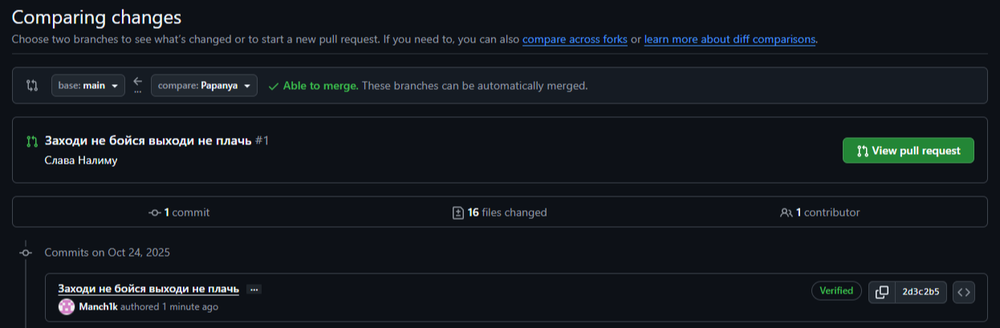 Comparing changes
Choose two branches to see what's changed or to start a new pull request. If you need to, you can also compare across forks or learn more about diff comparisons.
base: main ... compare: Papanya Able to merge. These branches can be automatically merged.
Заходи не бойся выходи не плачь #1
Слава Налиму
View pull request
1 commit 16 files changed 1 contributor
Commits on Oct 24, 2025
Заходи не бойся выходи не плачь ...
Manch1k authored 1 minute ago
Verified 2d3c2b5